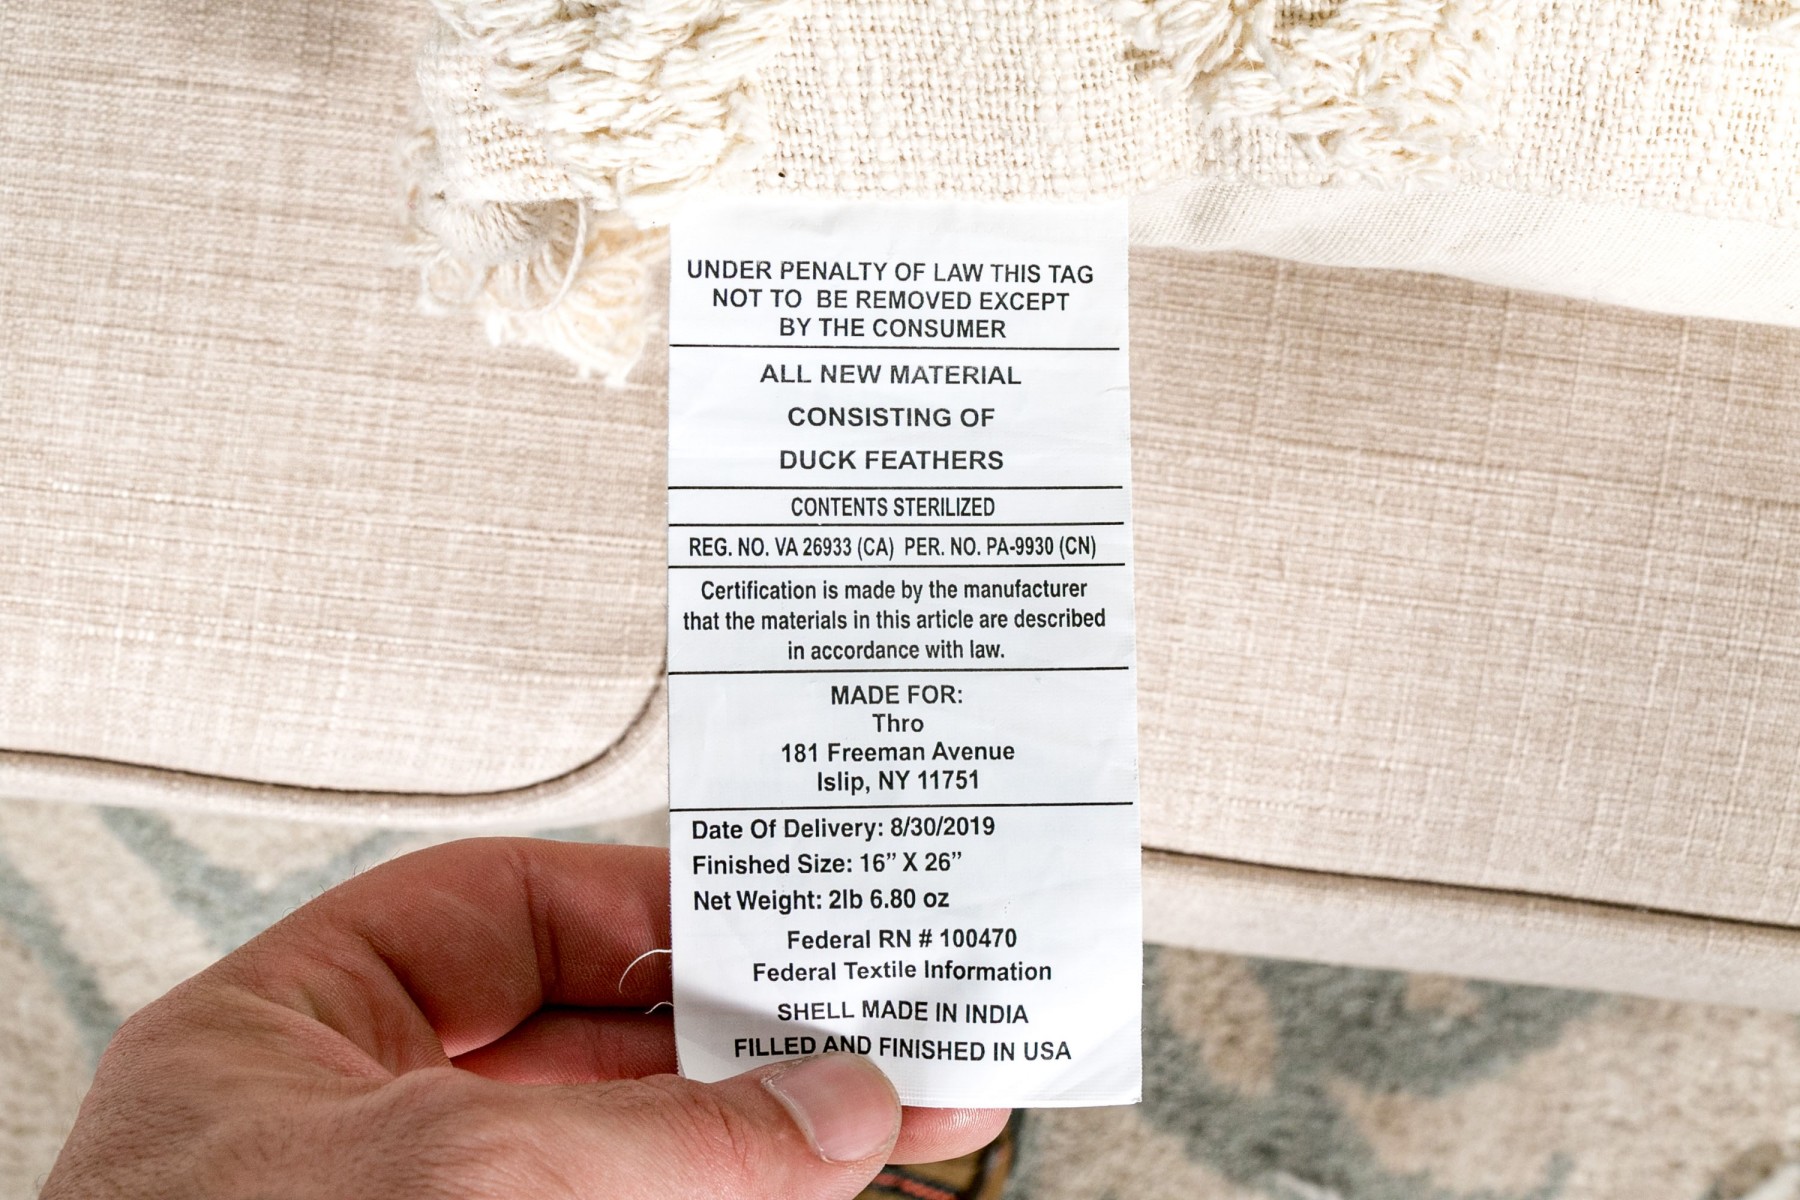 UNDER PENALTY OF LAW THIS TAG
NOT TO BE REMOVED EXCEPT
BY THE CONSUMER
ALL NEW MATERIAL
CONSISTING OF
DUCK FEATHERS
CONTENTS STERILIZED
REG. NO. VA 26933 (CA) PER. NO. PA-9930 (CN)
Certification is made by the manufacturer
that the materials in this article are described
in accordance with law.
MADE FOR:
Thro
181 Freeman Avenue
Islip, NY 11751
Date Of Delivery: 8/30/2019
Finished Size: 16” X 26”
Net Weight: 2lb 6.80 oz
Federal RN # 100470
Federal Textile Information
SHELL MADE IN INDIA
FILLED AND FINISHED IN USA